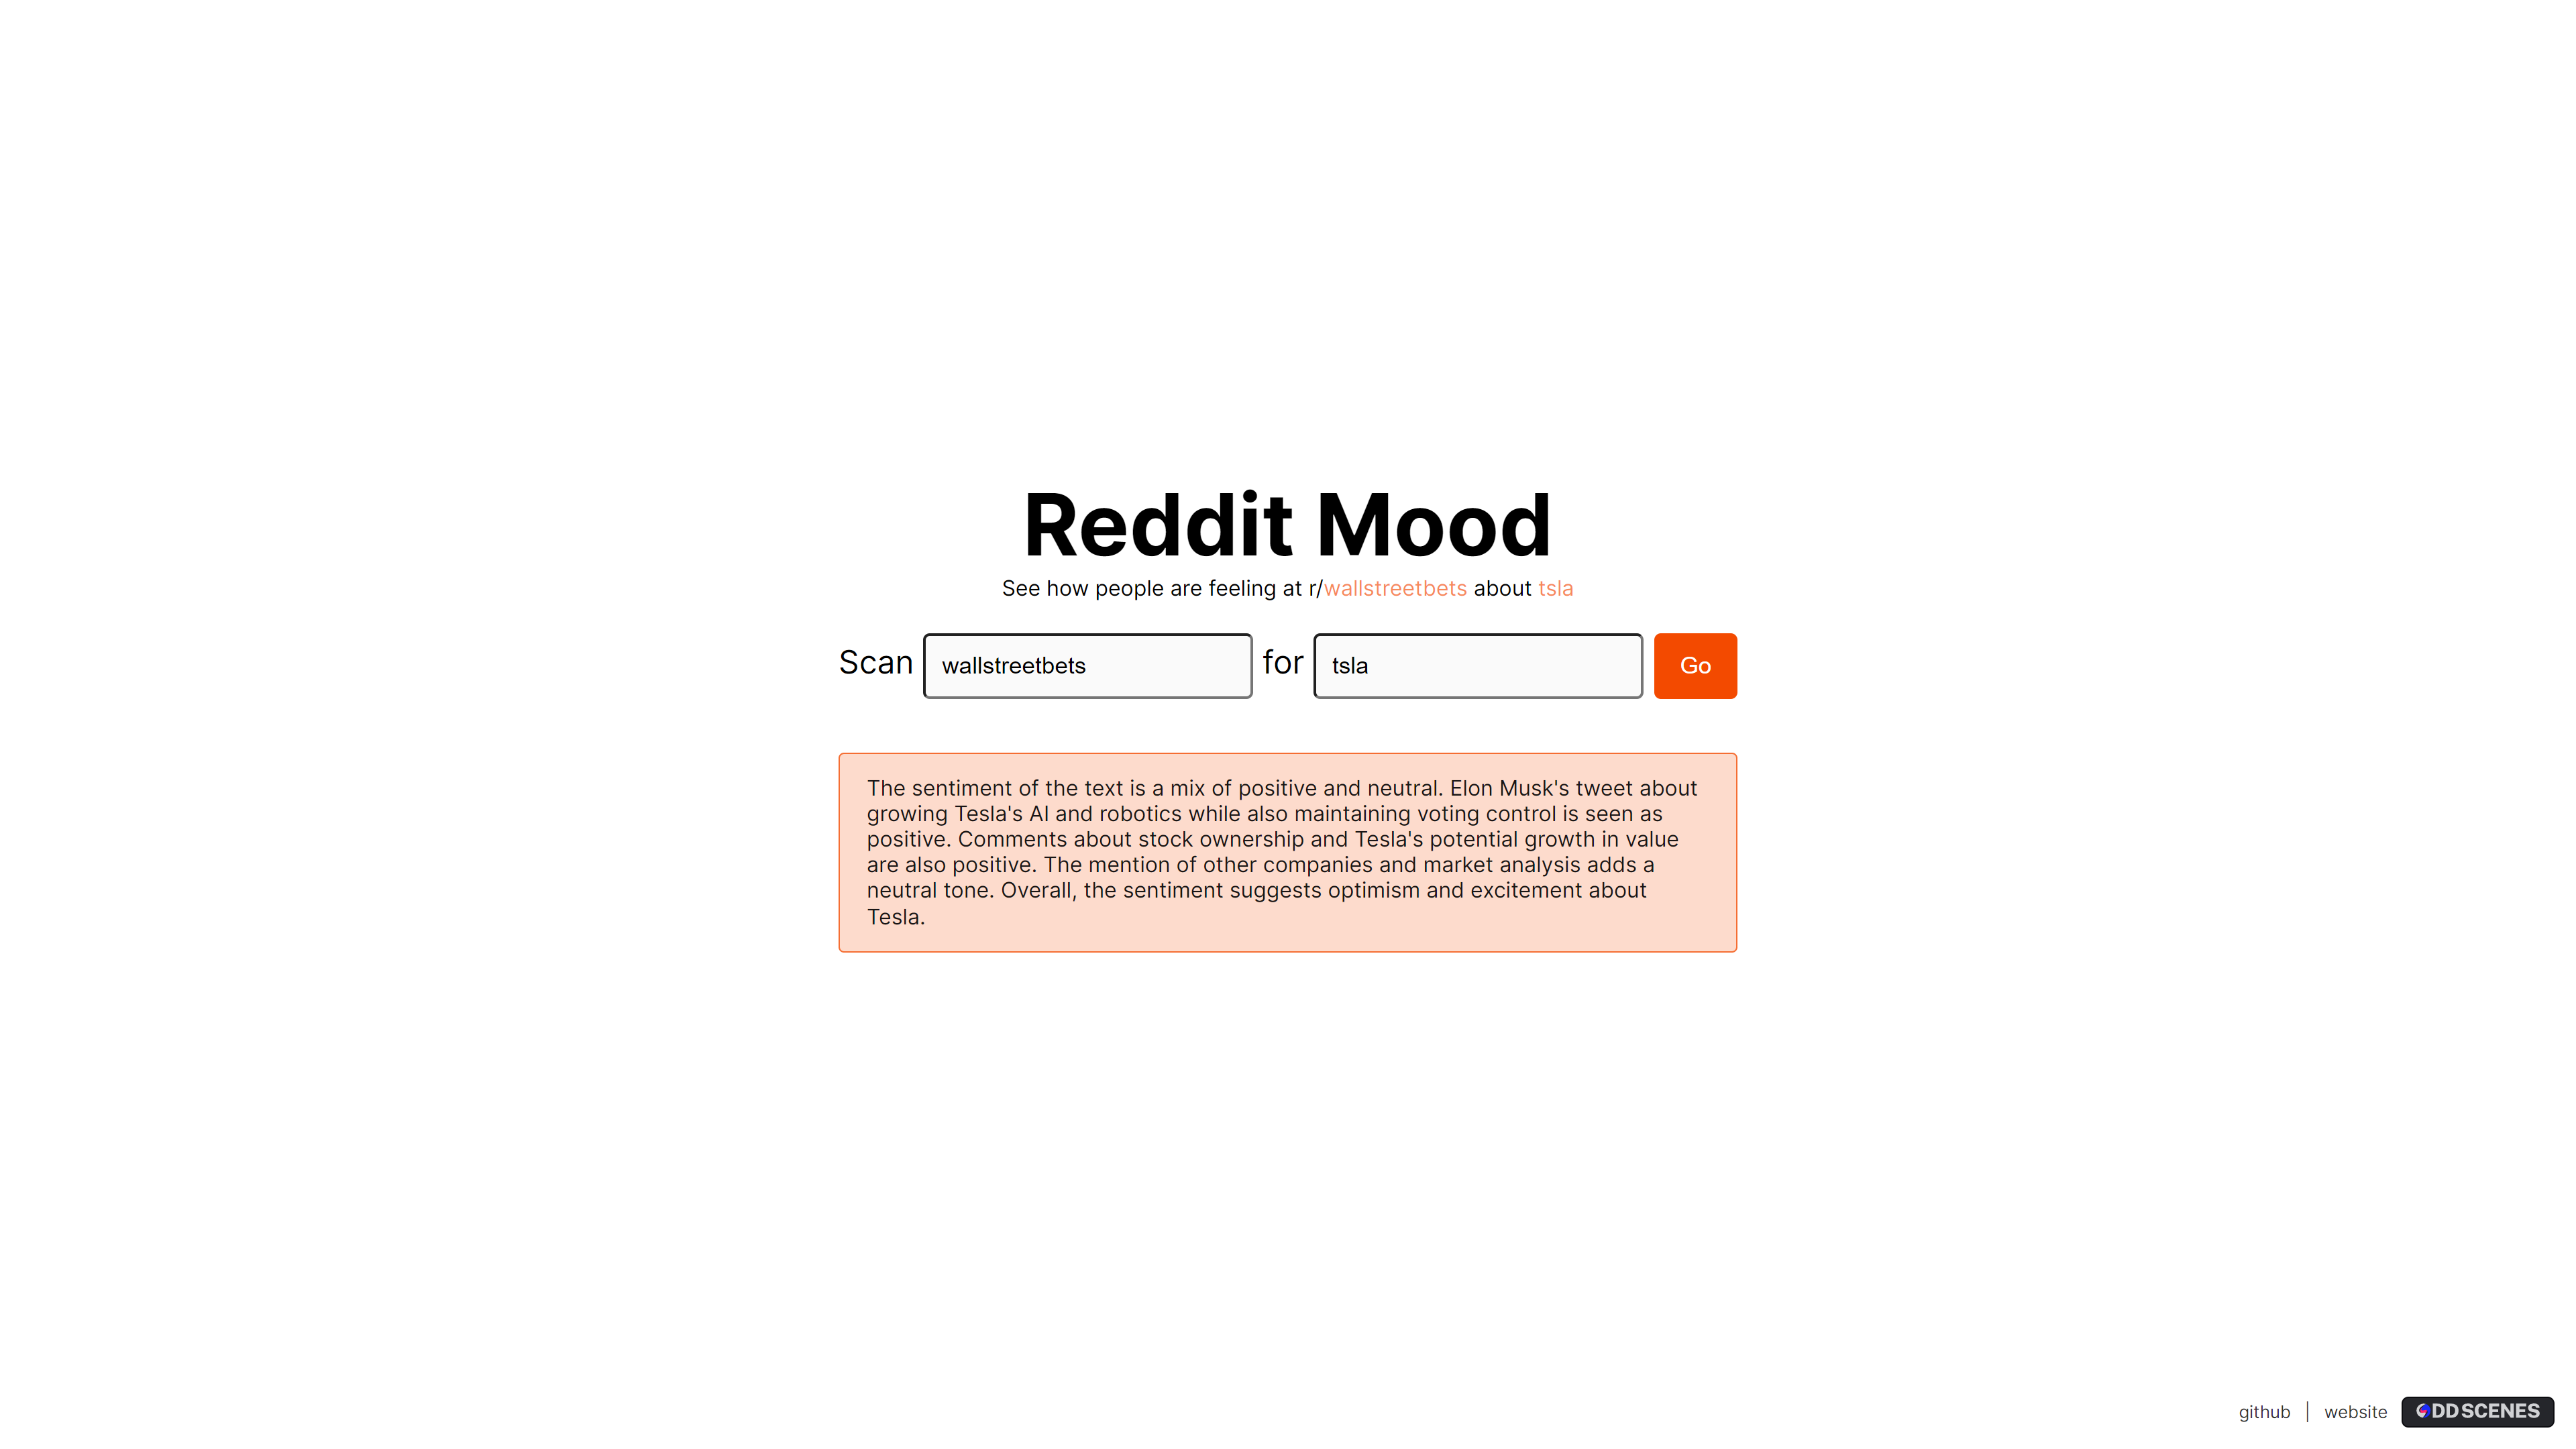 Reddit Mood
See how people are feeling at r/wallstreetbets about tsla
Scan wallstreetbets for tsla Go
The sentiment of the text is a mix of positive and neutral. Elon Musk's tweet about
growing Tesla's AI and robotics while also maintaining voting control is seen as
positive. Comments about stock ownership and Tesla's potential growth in value
are also positive. The mention of other companies and market analysis adds a
neutral tone. Overall, the sentiment suggests optimism and excitement about
Tesla.
github | website ODDSCENES